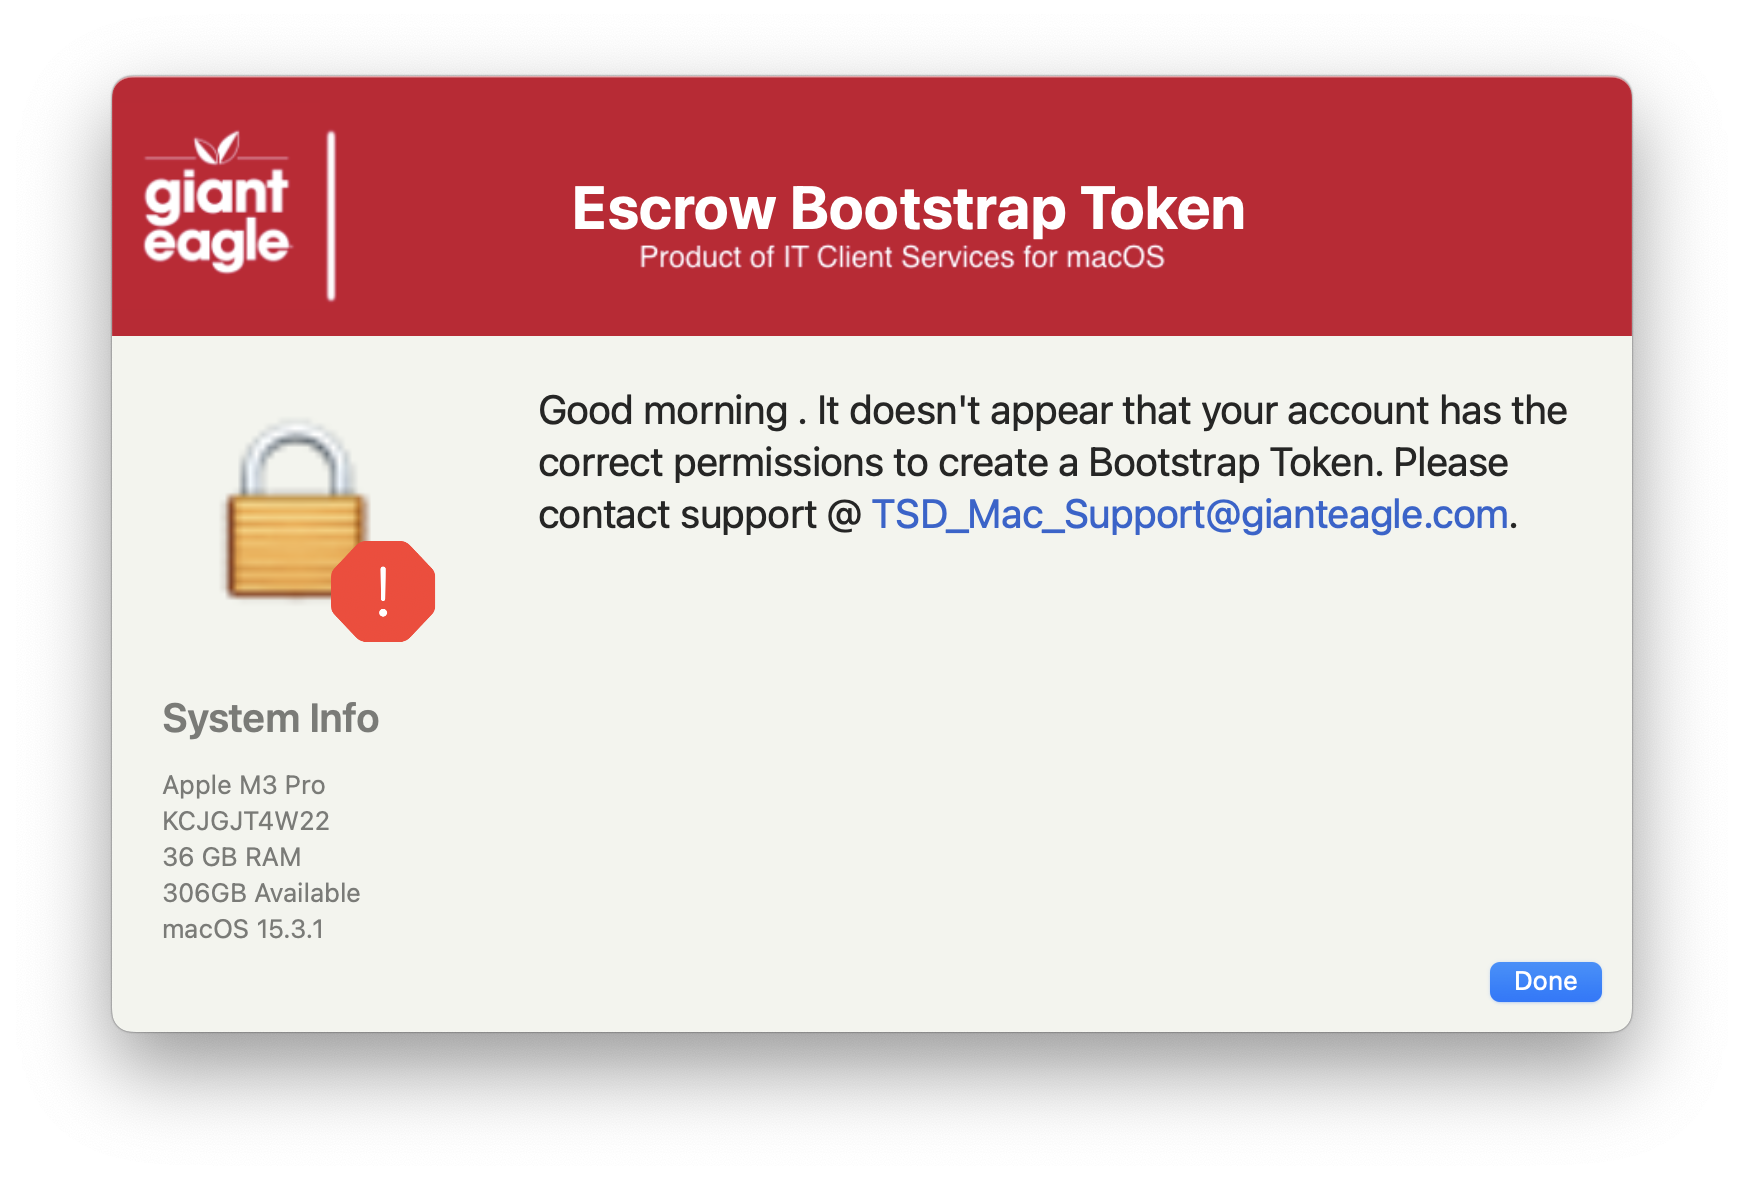 giant
eagle
Escrow Bootstrap Token
Product of IT Client Services for macOS
Good morning . It doesn't appear that your account has the
correct permissions to create a Bootstrap Token. Please
contact support @ TSD_Mac_Support@gianteagle.com.
System Info
Apple M3 Pro
KCJGJT4W22
36 GB RAM
306GB Available
macOS 15.3.1
Done